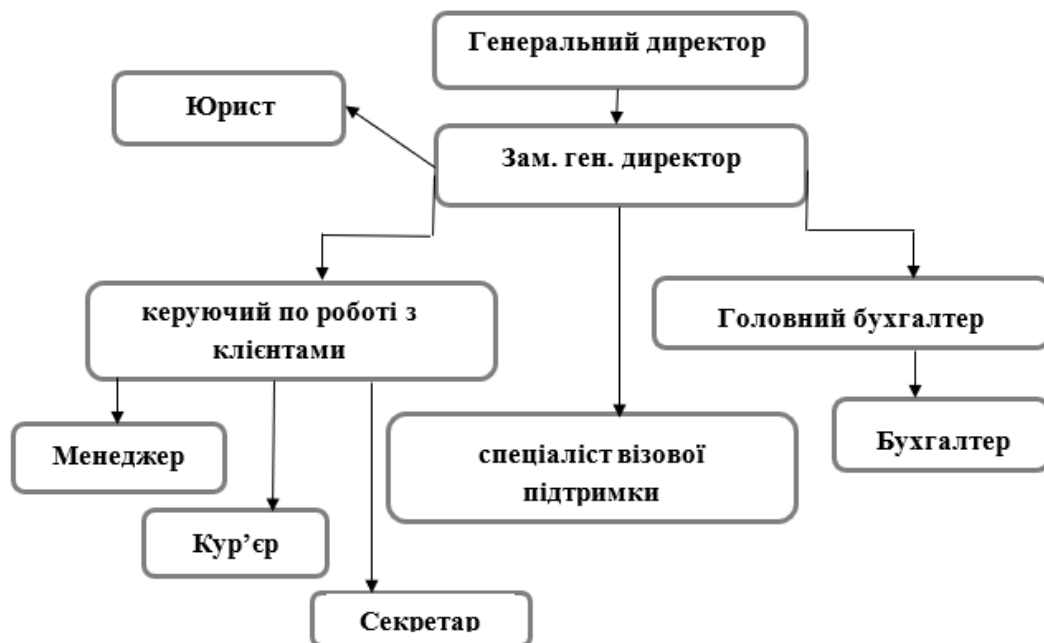 Генеральний директор
Юрист
Зам. ген. директор
керуючий по роботі з
клієнтами
Головний бухгалтер
Менеджер
спеціаліст візової
підтримки
Бухгалтер
Кур’єр
Секретар